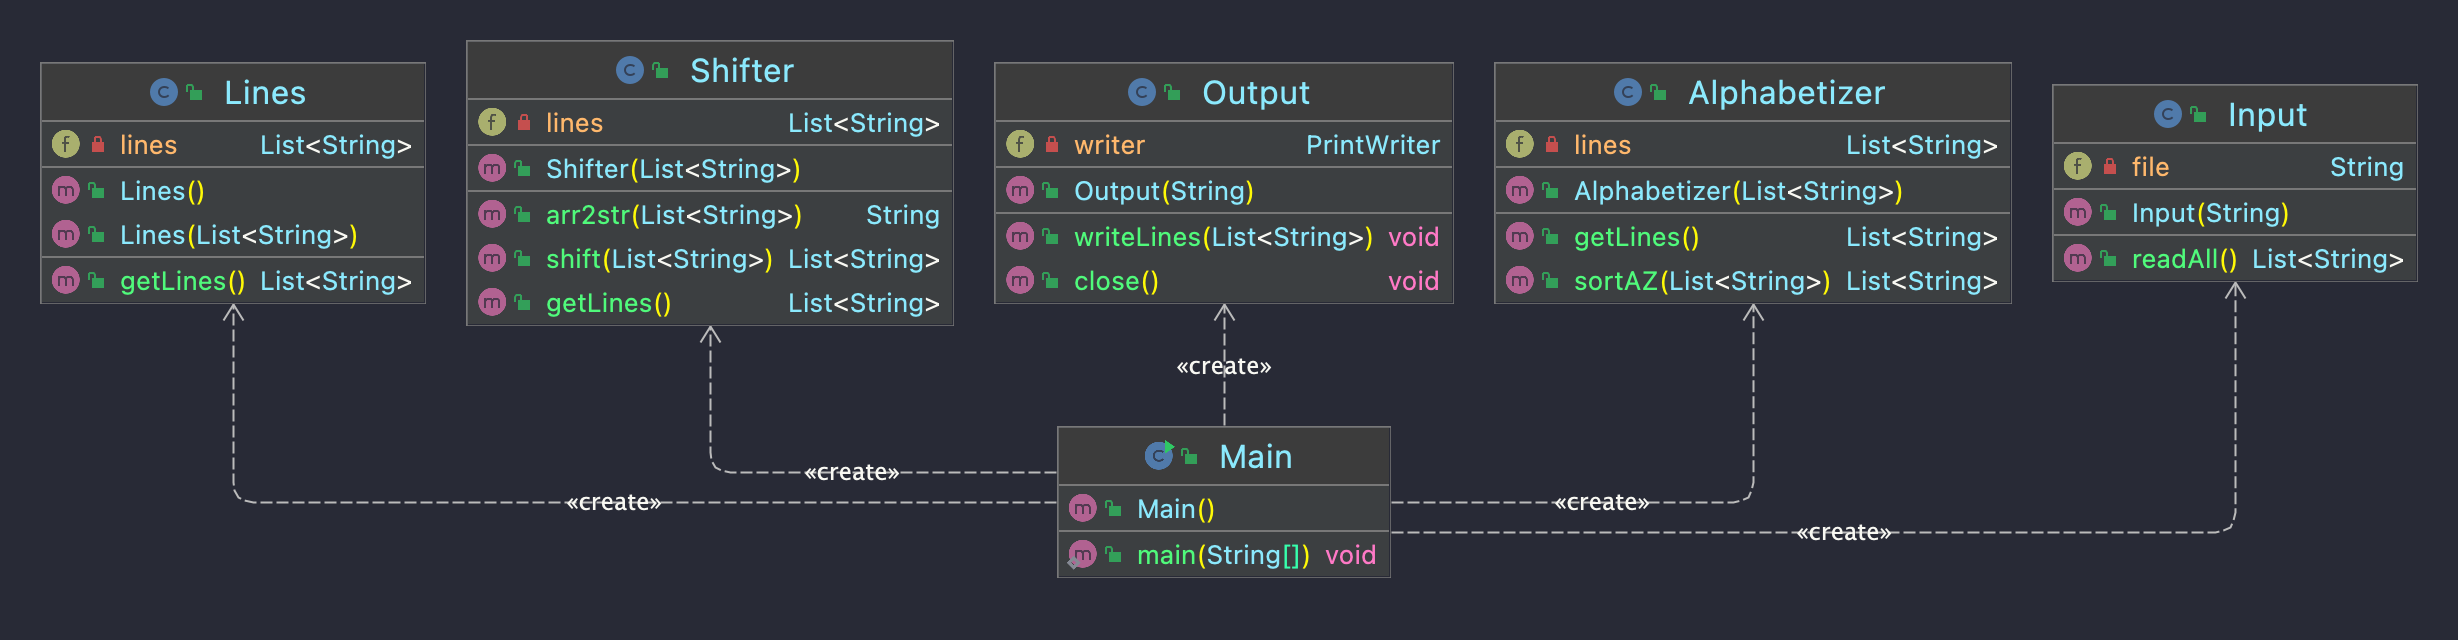 Lines
lines List<String>
Lines()
Lines(List<String>)
getLines() List<String>
Shifter
lines List<String>
Shifter(List<String>)
arr2str(List<String>) String
shift(List<String>) List<String>
getLines() List<String>
Output
writer PrintWriter
Output(String)
writeLines(List<String>) void
close() void
Alphabetizer
lines List<String>
Alphabetizer(List<String>)
getLines() List<String>
sortAZ(List<String>) List<String>
Input
file String
Input(String)
readAll() List<String>
«create»
«create»
«create»
«create»
«create»
Main
Main()
main(String[]) void